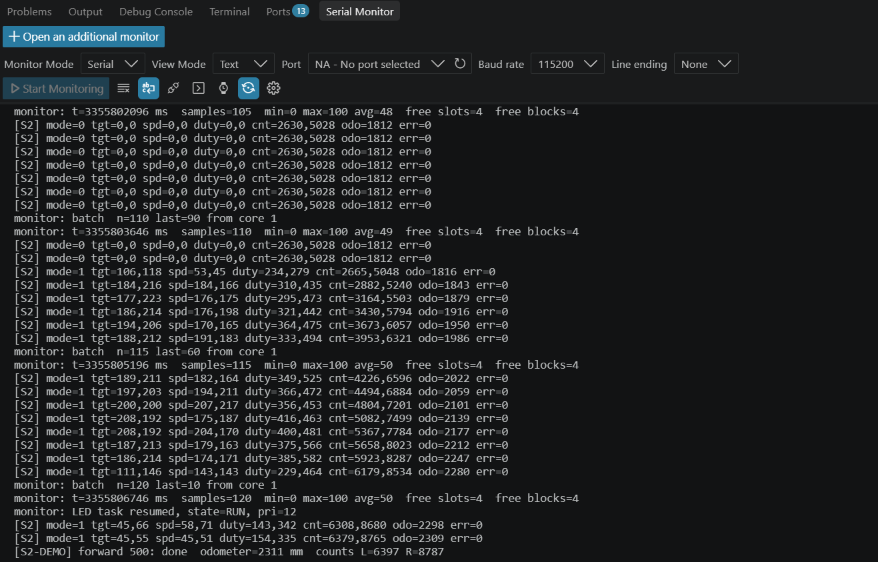 Problems Output Debug Console Terminal Ports 13 Serial Monitor
+ Open an additional monitor
Monitor Mode Serial View Mode Text Port NA - No port selected Baud rate 115200 Line ending None
Start Monitoring
monitor: t=3355802096 ms  samples=105  min=0 max=100 avg=48  free slots=4  free blocks=4
[S2] mode=0 tgt=0,0 spd=0,0 duty=0,0 cnt=2630,5028 odo=1812 err=0
[S2] mode=0 tgt=0,0 spd=0,0 duty=0,0 cnt=2630,5028 odo=1812 err=0
[S2] mode=0 tgt=0,0 spd=0,0 duty=0,0 cnt=2630,5028 odo=1812 err=0
[S2] mode=0 tgt=0,0 spd=0,0 duty=0,0 cnt=2630,5028 odo=1812 err=0
[S2] mode=0 tgt=0,0 spd=0,0 duty=0,0 cnt=2630,5028 odo=1812 err=0
[S2] mode=0 tgt=0,0 spd=0,0 duty=0,0 cnt=2630,5028 odo=1812 err=0
[S2] mode=0 tgt=0,0 spd=0,0 duty=0,0 cnt=2630,5028 odo=1812 err=0
monitor: batch  n=110 last=90 from core 1
monitor: t=3355803646 ms  samples=110  min=0 max=100 avg=49  free slots=4  free blocks=4
[S2] mode=0 tgt=0,0 spd=0,0 duty=0,0 cnt=2630,5028 odo=1812 err=0
[S2] mode=0 tgt=0,0 spd=0,0 duty=0,0 cnt=2630,5028 odo=1812 err=0
[S2] mode=1 tgt=106,118 spd=53,45 duty=234,279 cnt=2665,5048 odo=1816 err=0
[S2] mode=1 tgt=184,216 spd=184,166 duty=310,435 cnt=2882,5240 odo=1843 err=0
[S2] mode=1 tgt=177,223 spd=176,175 duty=295,473 cnt=3164,5503 odo=1879 err=0
[S2] mode=1 tgt=186,214 spd=176,198 duty=321,442 cnt=3430,5794 odo=1916 err=0
[S2] mode=1 tgt=194,206 spd=170,165 duty=364,475 cnt=3673,6057 odo=1950 err=0
[S2] mode=1 tgt=188,212 spd=191,183 duty=333,494 cnt=3953,6321 odo=1986 err=0
monitor: batch  n=115 last=60 from core 1
monitor: t=3355805196 ms  samples=115  min=0 max=100 avg=50  free slots=4  free blocks=4
[S2] mode=1 tgt=189,211 spd=182,164 duty=349,525 cnt=4226,6596 odo=2022 err=0
[S2] mode=1 tgt=197,203 spd=194,211 duty=366,472 cnt=4494,6884 odo=2059 err=0
[S2] mode=1 tgt=200,200 spd=207,217 duty=356,453 cnt=4804,7201 odo=2101 err=0
[S2] mode=1 tgt=208,192 spd=175,187 duty=416,463 cnt=5082,7499 odo=2139 err=0
[S2] mode=1 tgt=208,192 spd=204,170 duty=400,481 cnt=5367,7784 odo=2177 err=0
[S2] mode=1 tgt=187,213 spd=179,163 duty=375,566 cnt=5658,8023 odo=2212 err=0
[S2] mode=1 tgt=186,214 spd=174,171 duty=385,582 cnt=5923,8287 odo=2247 err=0
[S2] mode=1 tgt=111,146 spd=143,143 duty=229,464 cnt=6179,8534 odo=2280 err=0
monitor: batch  n=120 last=10 from core 1
monitor: t=3355806746 ms  samples=120  min=0 max=100 avg=50  free slots=4  free blocks=4
monitor: LED task resumed, state=RUN, pri=12
[S2] mode=1 tgt=45,66 spd=58,71 duty=143,342 cnt=6308,8680 odo=2298 err=0
[S2] mode=1 tgt=45,55 spd=45,51 duty=154,335 cnt=6379,8765 odo=2309 err=0
[S2-DEMO] forward 500: done  odometer=2311 mm  counts L=6397 R=8787